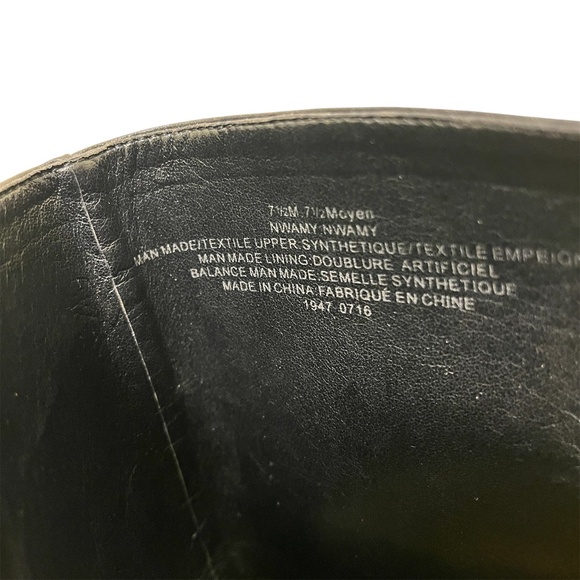 7½M 7½Moyen
NWAMY:NWAMY
MAN MADE/TEXTILE UPPER:SYNTHETIQUE/TEXTILE EMPEIGN
MAN MADE LINING:DOUBLURE ARTIFICIEL
BALANCE MAN MADE:SEMELLE SYNTHETIQUE
MADE IN CHINA:FABRIQUÉ EN CHINE
1947 0716